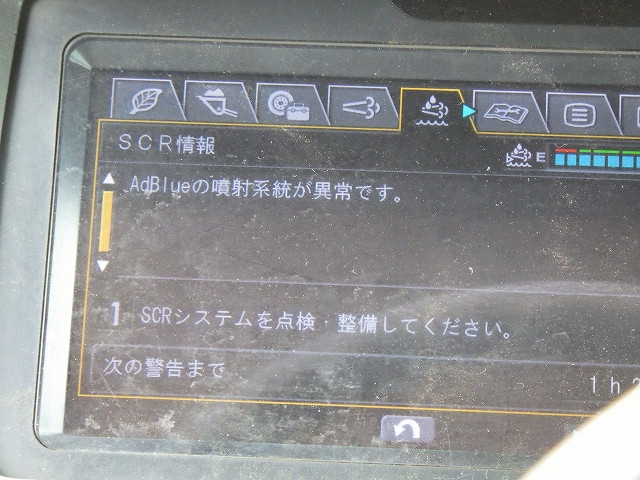 SCR情報
E
AdBlueの噴射系統が異常です。
1 SCRシステムを点検・整備してください。
次の警告まで
1h